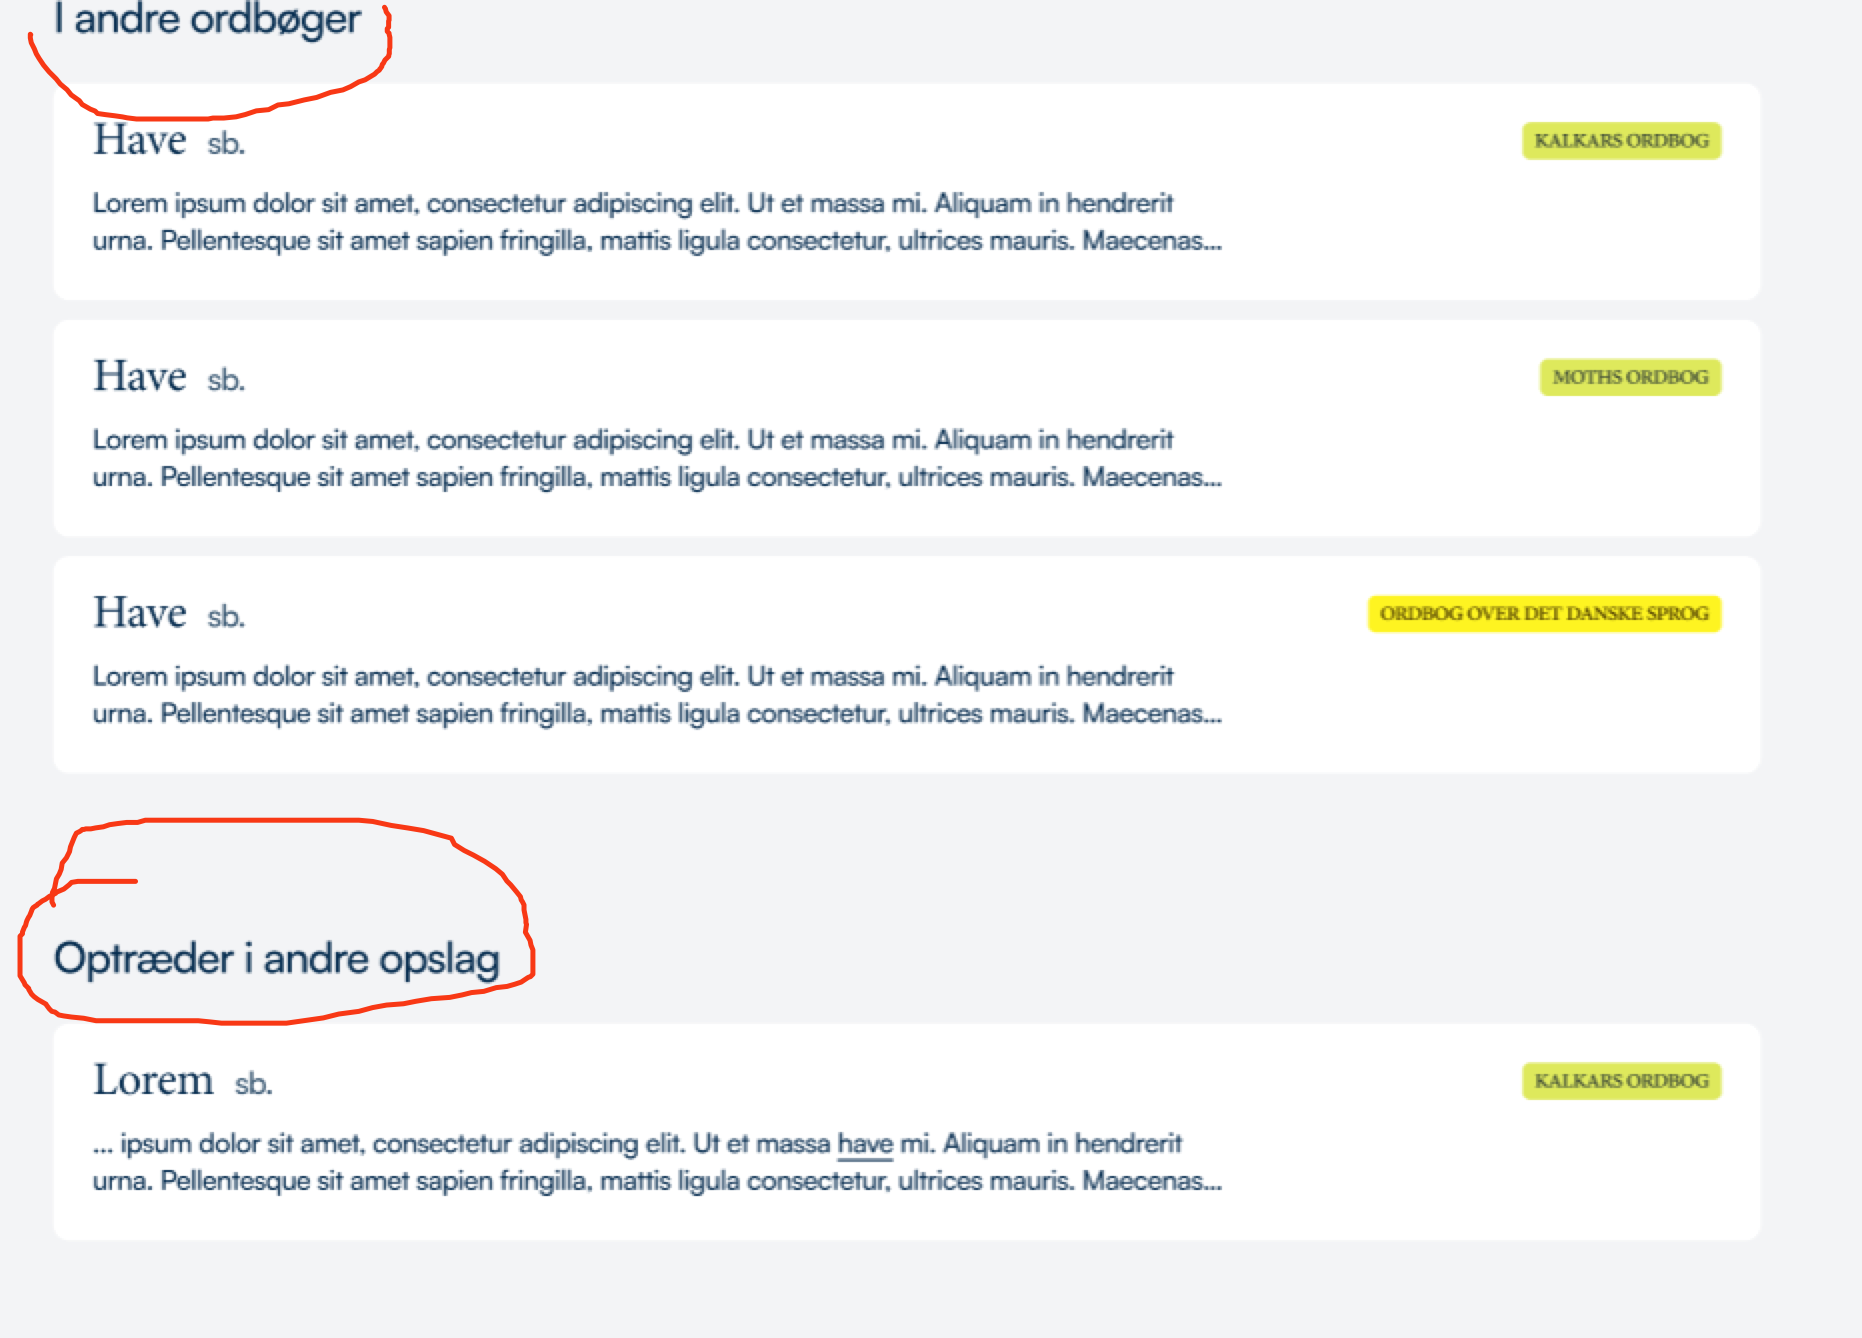 I andre ordbøger
Have sb.
KALKARS ORDBOG
Lorem ipsum dolor sit amet, consectetur adipiscing elit. Ut et massa mi. Aliquam in hendrerit
urna. Pellentesque sit amet sapien fringilla, mattis ligula consectetur, ultrices mauris. Maecenas...
Have sb.
MOTHS ORDBOG
Lorem ipsum dolor sit amet, consectetur adipiscing elit. Ut et massa mi. Aliquam in hendrerit
urna. Pellentesque sit amet sapien fringilla, mattis ligula consectetur, ultrices mauris. Maecenas...
Have sb.
ORDBOG OVER DET DANSKE SPROG
Lorem ipsum dolor sit amet, consectetur adipiscing elit. Ut et massa mi. Aliquam in hendrerit
urna. Pellentesque sit amet sapien fringilla, mattis ligula consectetur, ultrices mauris. Maecenas...
Optræder i andre opslag
Lorem sb.
KALKARS ORDBOG
... ipsum dolor sit amet, consectetur adipiscing elit. Ut et massa have mi. Aliquam in hendrerit
urna. Pellentesque sit amet sapien fringilla, mattis ligula consectetur, ultrices mauris. Maecenas...